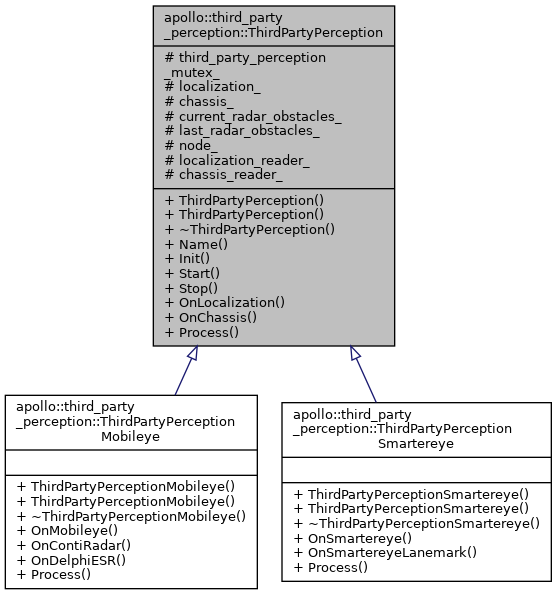 apollo::third_party
_perception::ThirdPartyPerception
# third_party_perception
_mutex_
# localization_
# chassis_
# current_radar_obstacles_
# last_radar_obstacles_
# node_
# localization_reader_
# chassis_reader_
+ ThirdPartyPerception()
+ ThirdPartyPerception()
+ ~ThirdPartyPerception()
+ Name()
+ Init()
+ Start()
+ Stop()
+ OnLocalization()
+ OnChassis()
+ Process()
apollo::third_party
_perception::ThirdPartyPerception
Mobileye
+ ThirdPartyPerceptionMobileye()
+ ThirdPartyPerceptionMobileye()
+ ~ThirdPartyPerceptionMobileye()
+ OnMobileye()
+ OnContiRadar()
+ OnDelphiESR()
+ Process()
apollo::third_party
_perception::ThirdPartyPerception
Smartereye
+ ThirdPartyPerceptionSmartereye()
+ ThirdPartyPerceptionSmartereye()
+ ~ThirdPartyPerceptionSmartereye()
+ OnSmartereye()
+ OnSmartereyeLanemark()
+ Process()